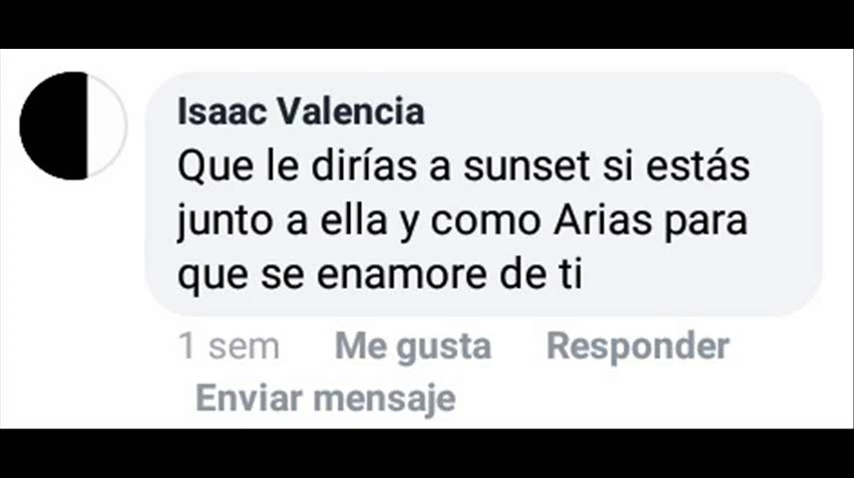 Isaac Valencia
Que le dirías a sunset si estás
junto a ella y como Arias para
que se enamore de ti
1 sem Me gusta Responder
Enviar mensaje